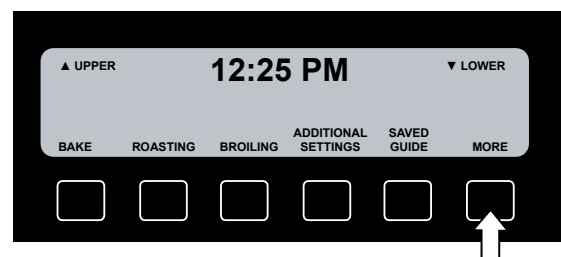 ▲ UPPER 12:25 PM ▼ LOWER
BAKE ROASTING BROILING ADDITIONAL SETTINGS SAVED GUIDE MORE